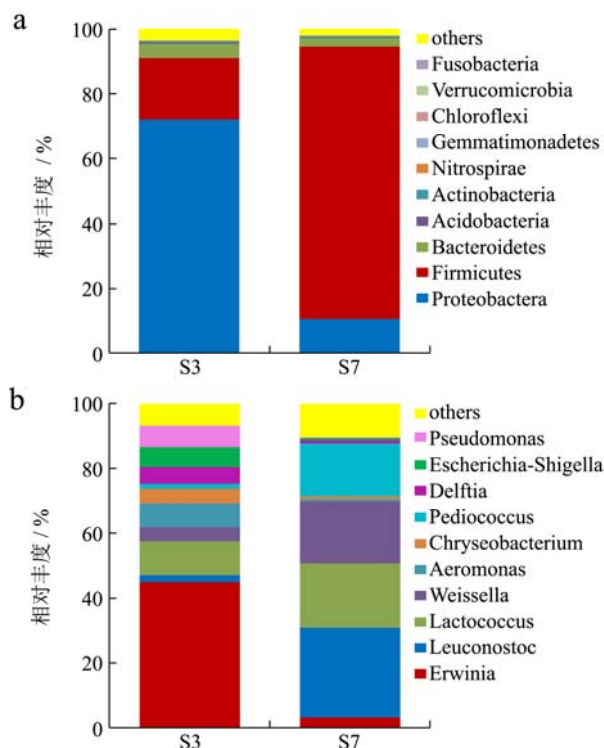 a
相对丰度 / %
100
80
60
40
20
0
S3
S7
others
Fusobacteria
Verrucomicrobia
Chloroflexi
Gemmatimonadetes
Nitrospirae
Actinobacteria
Acidobacteria
Bacteroidetes
Firmicutes
Proteobactera
b
相对丰度 / %
100
80
60
40
20
0
S3
S7
others
Pseudomonas
Escherichia-Shigella
Delftia
Pediococcus
Chryseobacterium
Aeromonas
Weissella
Lactococcus
Leuconostoc
Erwinia